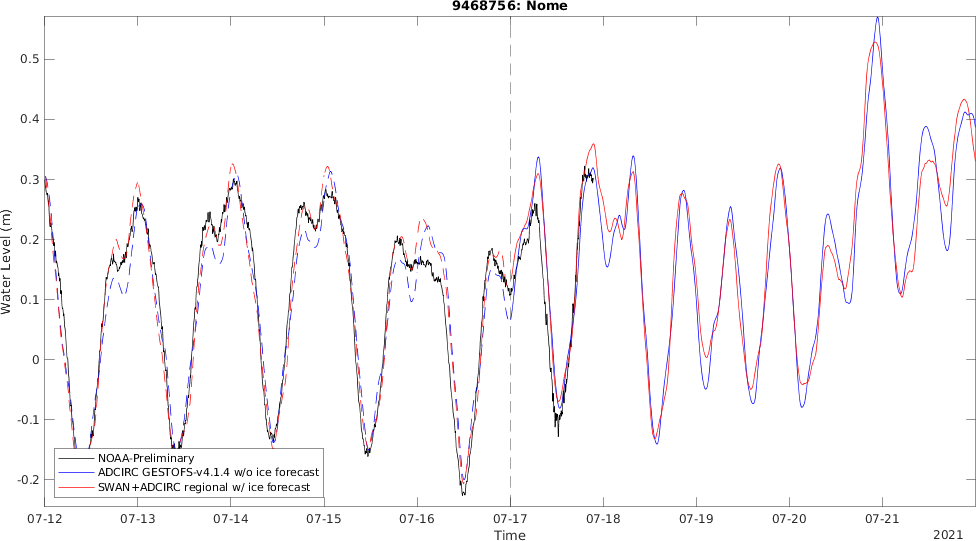 9468756: Nome
Water Level (m)
0.5
0.4
0.3
0.2
0.1
0
-0.1
-0.2
NOAA-Preliminary
ADCIRC GESTOFS-v4.1.4 w/o ice forecast
SWAN+ADCIRC regional w/ ice forecast
07-12 07-13 07-14 07-15 07-16 07-17 07-18 07-19 07-20 07-21
Time
2021